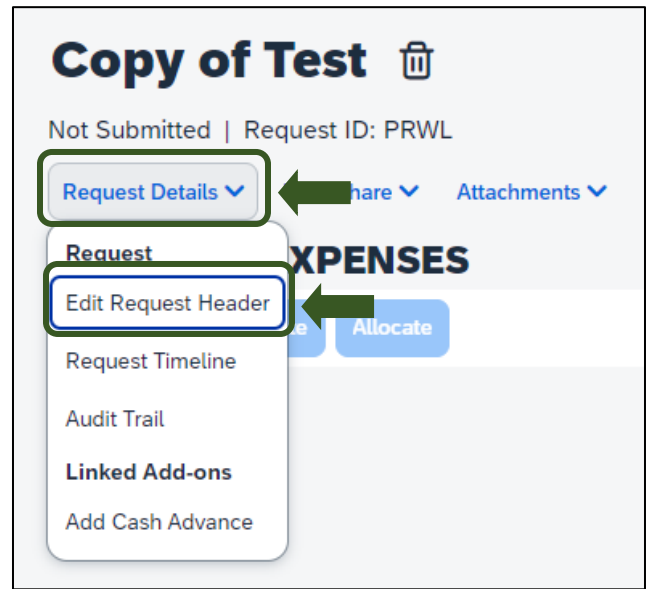 Copy of Test
Not Submitted | Request ID: PRWL
Request Details hare Attachments
Request XPENSES
Edit Request Header
Allocate
Request Timeline
Audit Trail
Linked Add-ons
Add Cash Advance